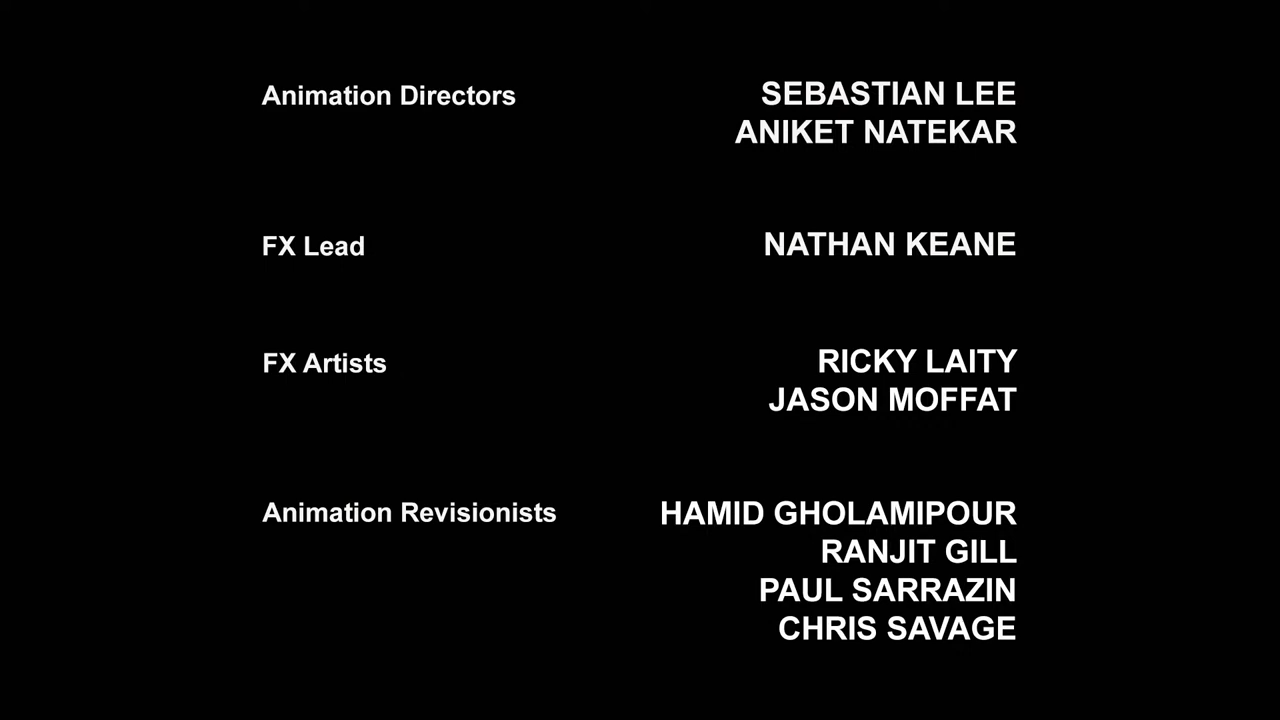 Animation Directors SEBASTIAN LEE
ANIKET NATEKAR
FX Lead NATHAN KEANE
FX Artists RICKY LAITY
JASON MOFFAT
Animation Revisionists HAMID GHOLAMIPOUR
RANJIT GILL
PAUL SARRAZIN
CHRIS SAVAGE